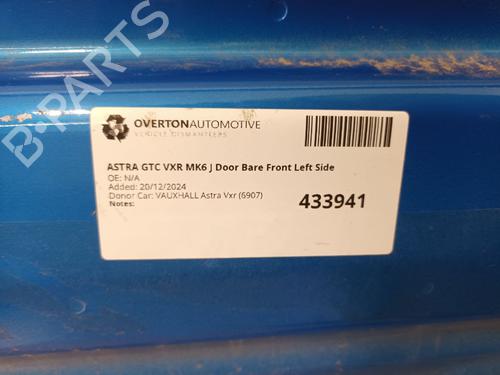 B-PARTS
OVERTONAUTOMOTIVE
VEHICLE DISMANTLERS
ASTRA GTC VXR MK6 J Door Bare Front Left Side
OE: N/A
Added: 20/12/2024
Donor Car: VAUXHALL Astra Vxr (6907)
Notes:
433941